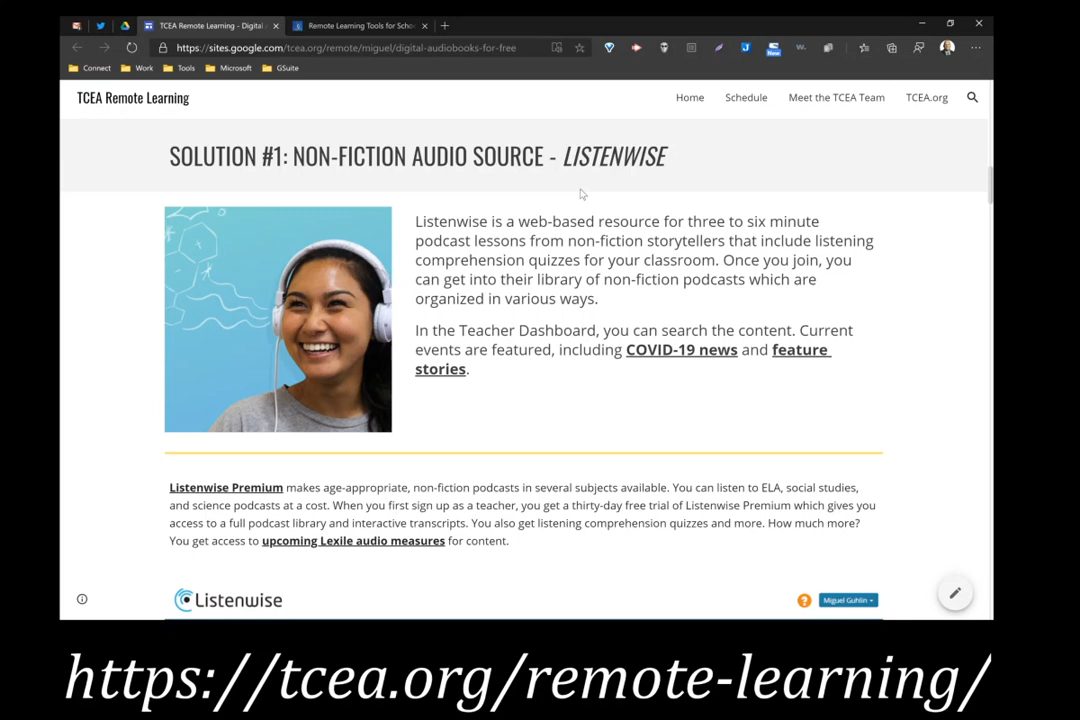 TCEA Remote Learning - Digital
Remote Learning Tools for Scho
https://sites.google.com/tcea.org/remote/miguel/digital-audiobooks-for-free
New
Connect Work Tools Microsoft GSuite
TCEA Remote Learning
Home Schedule Meet the TCEA Team TCEA.org
SOLUTION #1: NON-FICTION AUDIO SOURCE - LISTENWISE
Listenwise is a web-based resource for three to six minute
podcast lessons from non-fiction storytellers that include listening
comprehension quizzes for your classroom. Once you join, you
can get into their library of non-fiction podcasts which are
organized in various ways.
In the Teacher Dashboard, you can search the content. Current
events are featured, including COVID-19 news and feature
stories.
Listenwise Premium makes age-appropriate, non-fiction podcasts in several subjects available. You can listen to ELA, social studies,
and science podcasts at a cost. When you first sign up as a teacher, you get a thirty-day free trial of Listenwise Premium which gives you
access to a full podcast library and interactive transcripts. You also get listening comprehension quizzes and more. How much more?
You get access to upcoming Lexile audio measures for content.
Listenwise
? Miguel Guhlin
https://tcea.org/remote-learning/